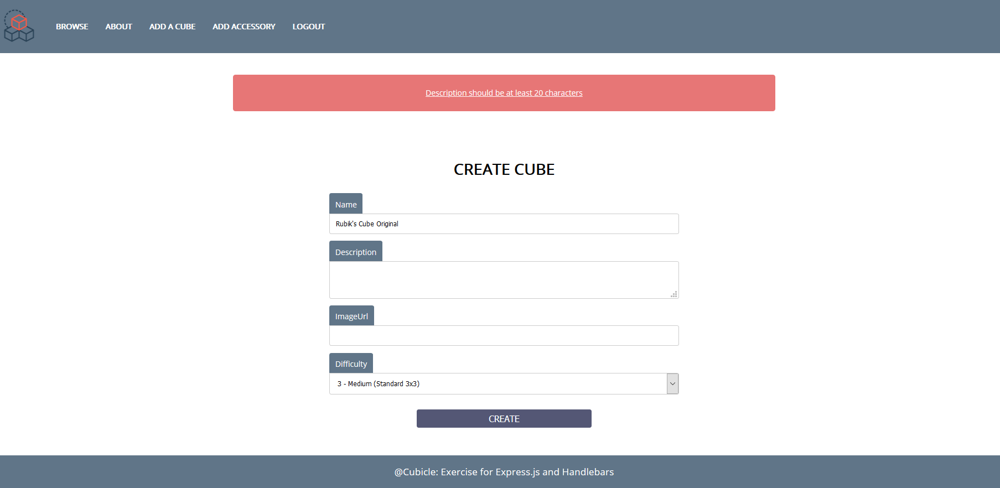 BROWSE ABOUT ADD A CUBE ADD ACCESSORY LOGOUT
Description should be at least 20 characters
CREATE CUBE
Name
Rubik's Cube Original
Description
ImageUrl
Difficulty
3 - Medium (Standard 3x3)
CREATE
@Cubicle: Exercise for Express.js and Handlebars